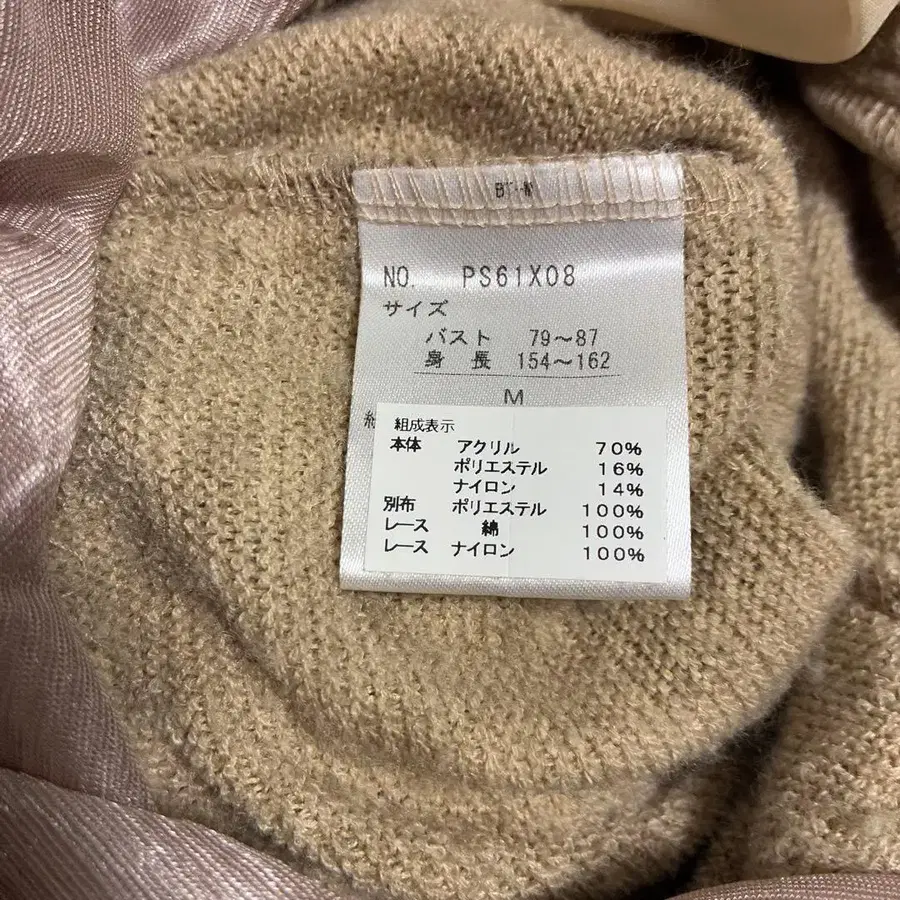 NO. PS61X08
サイズ
バスト 79～87
身長 154～162
M
組成表示
本体 アクリル 70%
ポリエステル 16%
ナイロン 14%
別布 ポリエステル 100%
レース 綿 100%
レース ナイロン 100%